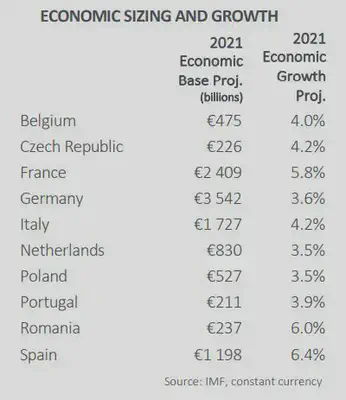 ECONOMIC SIZING AND GROWTH
2021 Economic Base Proj. (billions) 2021 Economic Growth Proj.
Belgium €475 4.0%
Czech Republic €226 4.2%
France €2 409 5.8%
Germany €3 542 3.6%
Italy €1 727 4.2%
Netherlands €830 3.5%
Poland €527 3.5%
Portugal €211 3.9%
Romania €237 6.0%
Spain €1 198 6.4%
Source: IMF, constant currency